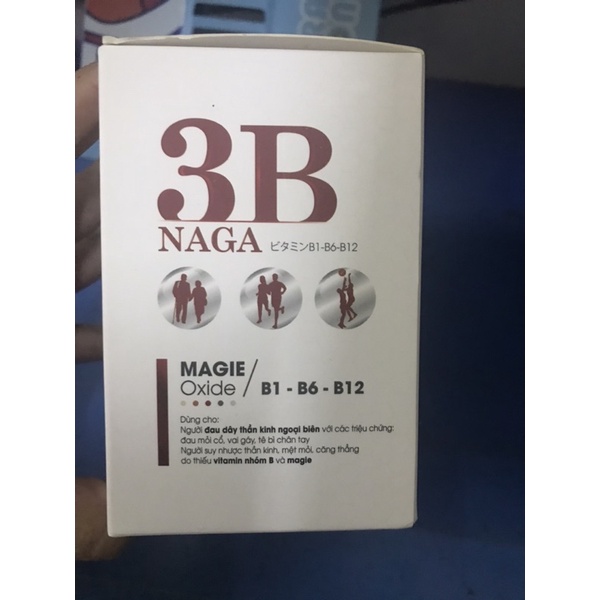 3B
NAGA ビタミンB1-B6-B12
MAGIE
Oxide / B1 - B6 - B12
Dùng cho:
Người đau dây thần kinh ngoại biên với các triệu chứng:
đau mỏi cổ, vai gáy, tê bì chân tay
Người suy nhược thần kinh, mệt mỏi, căng thẳng
do thiếu vitamin nhóm B và magie